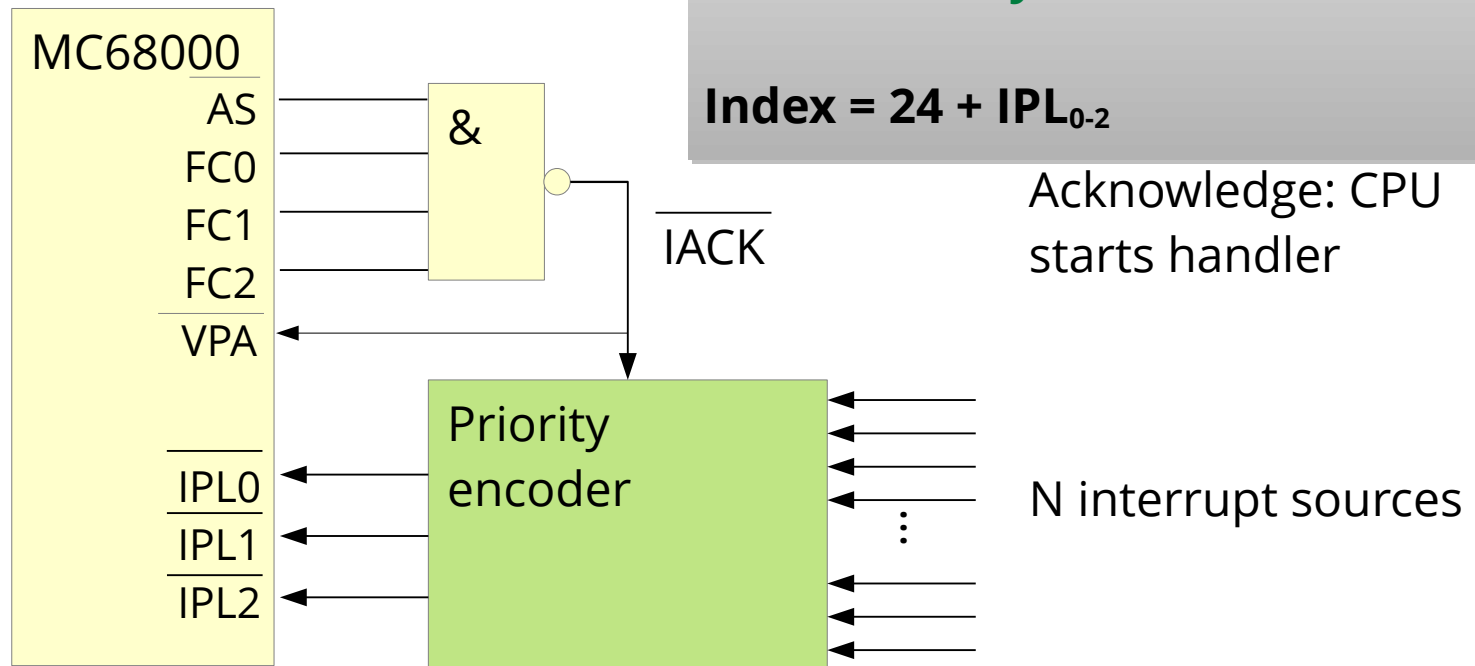 MC68000
AS
FC0
FC1
FC2
VPA
IPL0
IPL1
IPL2
&
IACK
Priority
encoder
Index = 24 + IPL0-2
Acknowledge: CPU
starts handler
N interrupt sources
...